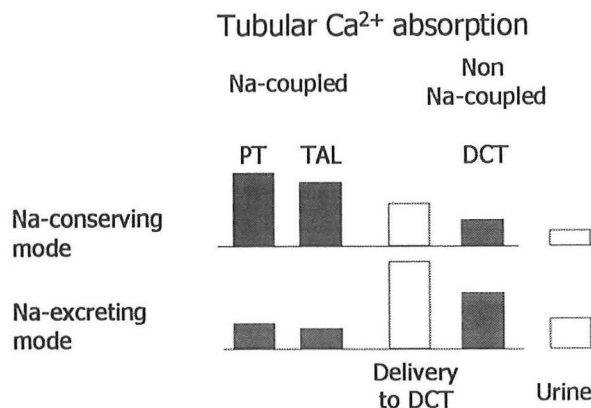 Tubular Ca²⁺ absorption
Na-coupled
Non
Na-coupled
PT TAL DCT
Na-conserving
mode
Na-excreting
mode
Delivery
to DCT
Urine